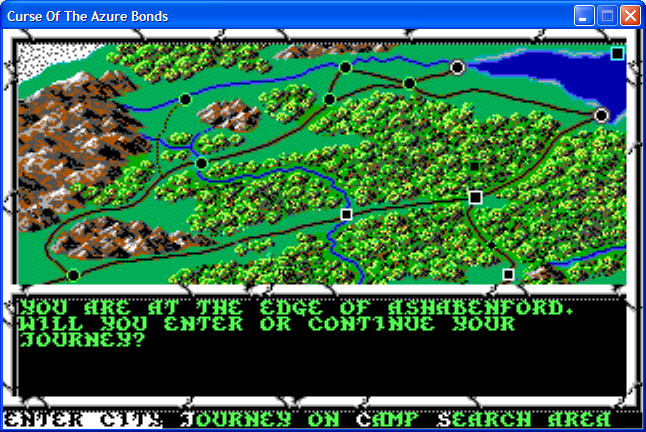 Curse Of The Azure Bonds
YOU ARE AT THE EDGE OF ASHABENFORD.
WILL YOU ENTER OR CONTINUE YOUR
JOURNEY?
ENTER CITY JOURNEY ON CAMP SEARCH AREA